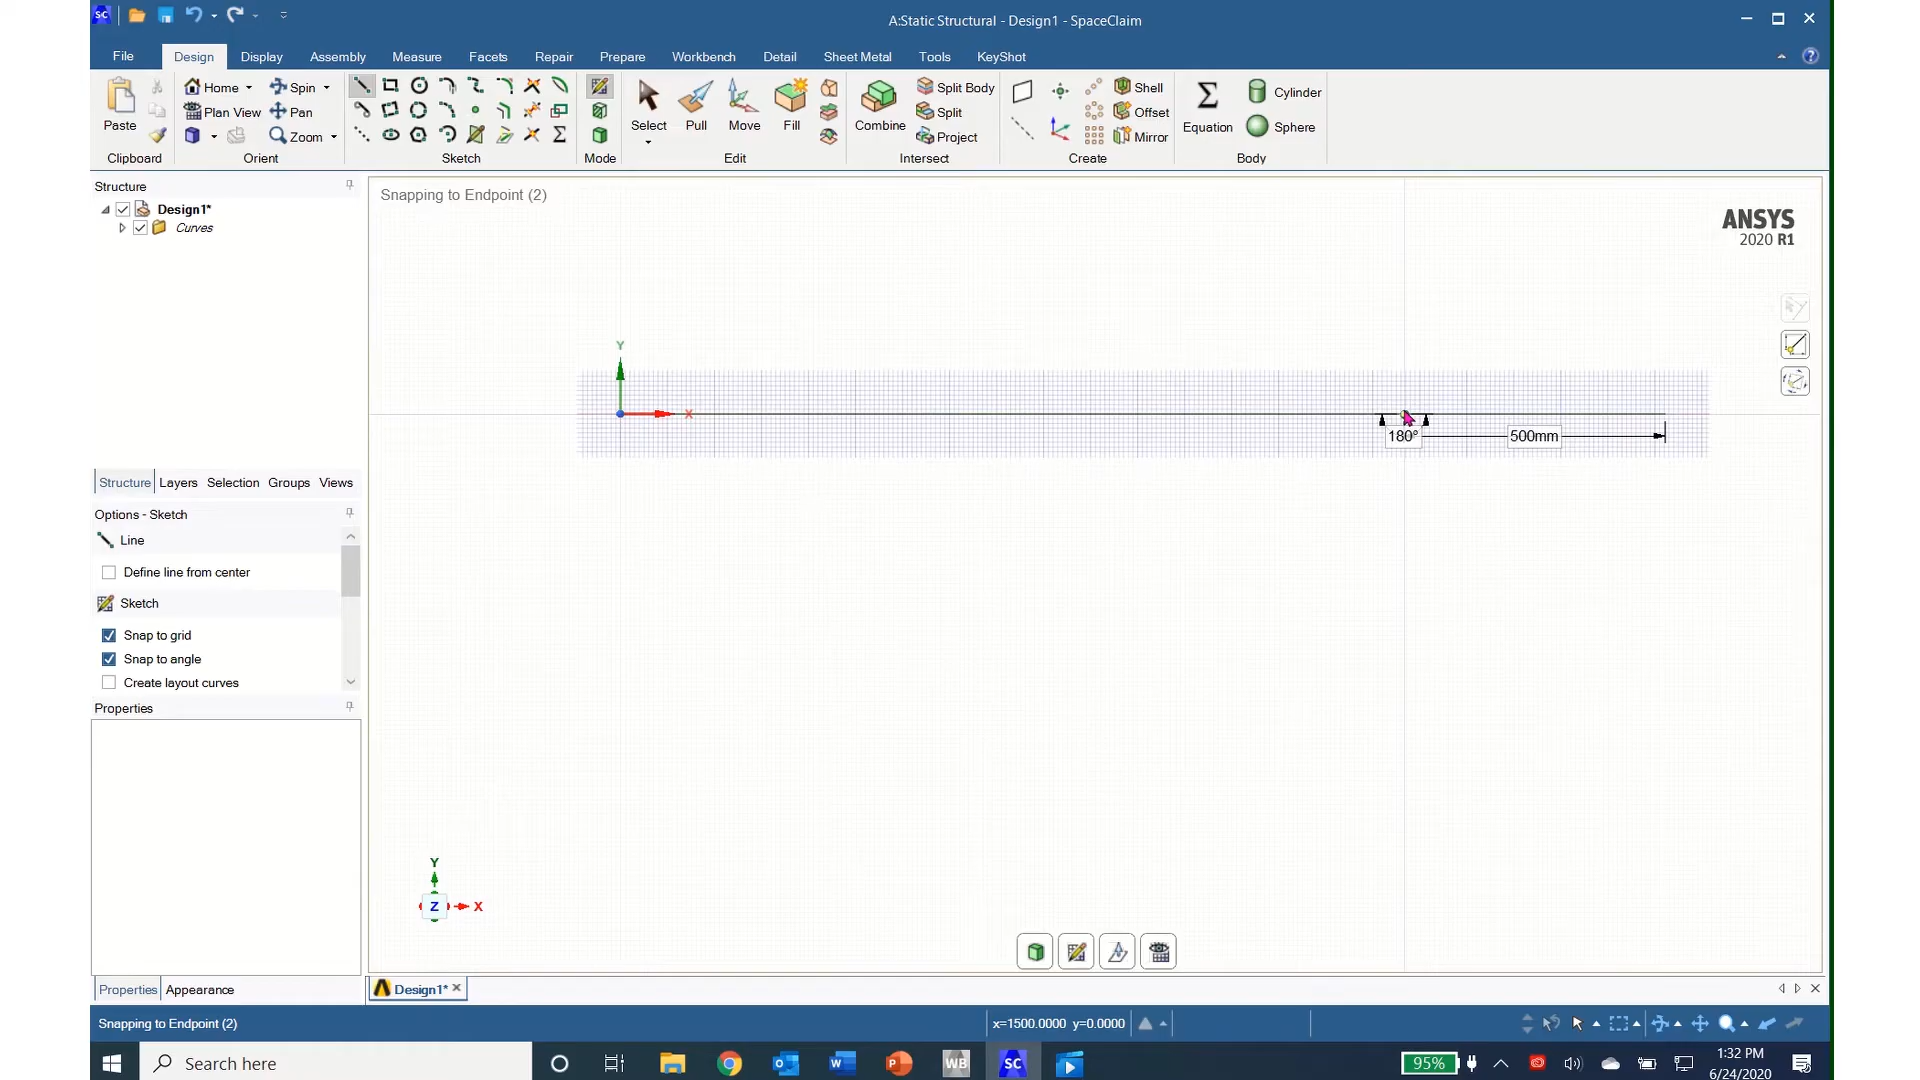 A:Static Structural - Design1 - SpaceClaim
File Design Display Assembly Measure Facets Repair Prepare Workbench Detail Sheet Metal Tools KeyShot
Home Spin Split Body Shell Cylinder
Plan View Pan Split Offset
Paste Zoom Select Pull Move Fill Combine Project Mirror Equation Sphere
Clipboard Orient Sketch Mode Edit Intersect Create Body
Structure
Snapping to Endpoint (2)
Design1*
Curves
ANSYS
2020 R1
Y
X
180° 500mm
Structure Layers Selection Groups Views
Options - Sketch
Line
Define line from center
Sketch
Snap to grid
Snap to angle
Create layout curves
Properties
Y
Z X
Properties Appearance
Design1*
Snapping to Endpoint (2) x=1500.0000 y=0.0000
Search here 95% 1:32 PM
6/24/2020